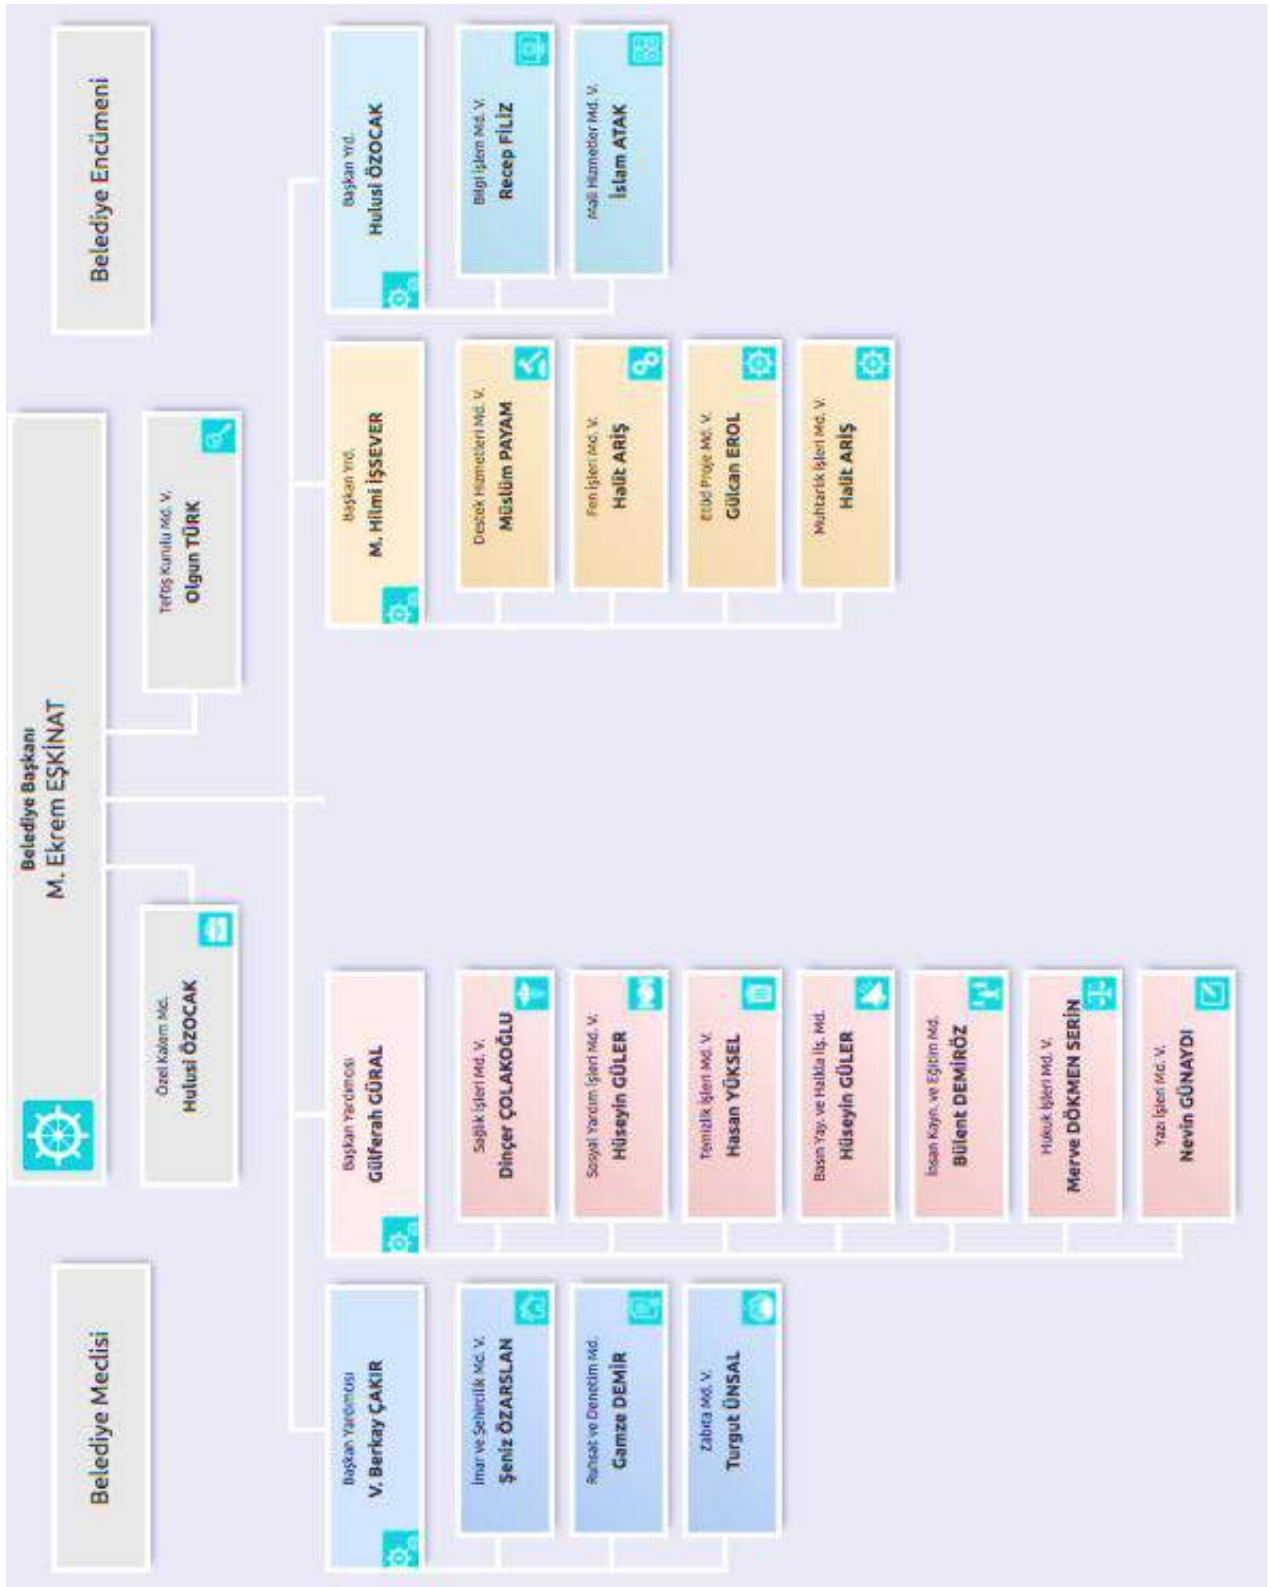 Belediye Meclisi
Belediye Başkanı
M. Ekrem EŞKİNAT
Belediye Encümeni
Özel Kalem Md.
Hulusi ÖZOCAK
Teftiş Kurulu Md. V.
Olgun TÜRK
Başkan Yardımcısı
V. Berkay ÇAKIR
İmar ve Şehircilik Md. V.
Şeniz ÖZARSLAN
Ruhsat ve Denetim Md.
Gamze DEMİR
Zabıta Md. V.
Turgut ÜNSAL
Başkan Yardımcısı
Gülferah GÜRAL
Sağlık İşleri Md. V.
Dinçer ÇOLAKOĞLU
Sosyal Yardım İşleri Md. V.
Hüseyin GÜLER
Temizlik İşleri Md. V.
Hasan YÜKSEL
Basın Yay. ve Halkla İlş. Md.
Hüseyin GÜLER
İnsan Kayn. ve Eğitim Md.
Bülent DEMİRÖZ
Hukuk İşleri Md. V.
Merve DÖKMEN SERİN
Yazı İşleri Md. V.
Nevin GÜNAYDI
Başkan Yrd.
M. Hilmi İŞSEVER
Destek Hizmetleri Md. V.
Müslüm PAYAM
Fen İşleri Md. V.
Halit ARİŞ
Etüd Proje Md. V.
Gülcan EROL
Muhtarlık İşleri Md. V.
Halit ARİŞ
Başkan Yrd.
Hulusi ÖZOCAK
Bilgi İşlem Md. V.
Recep FİLİZ
Mali Hizmetler Md. V.
İslam ATAK